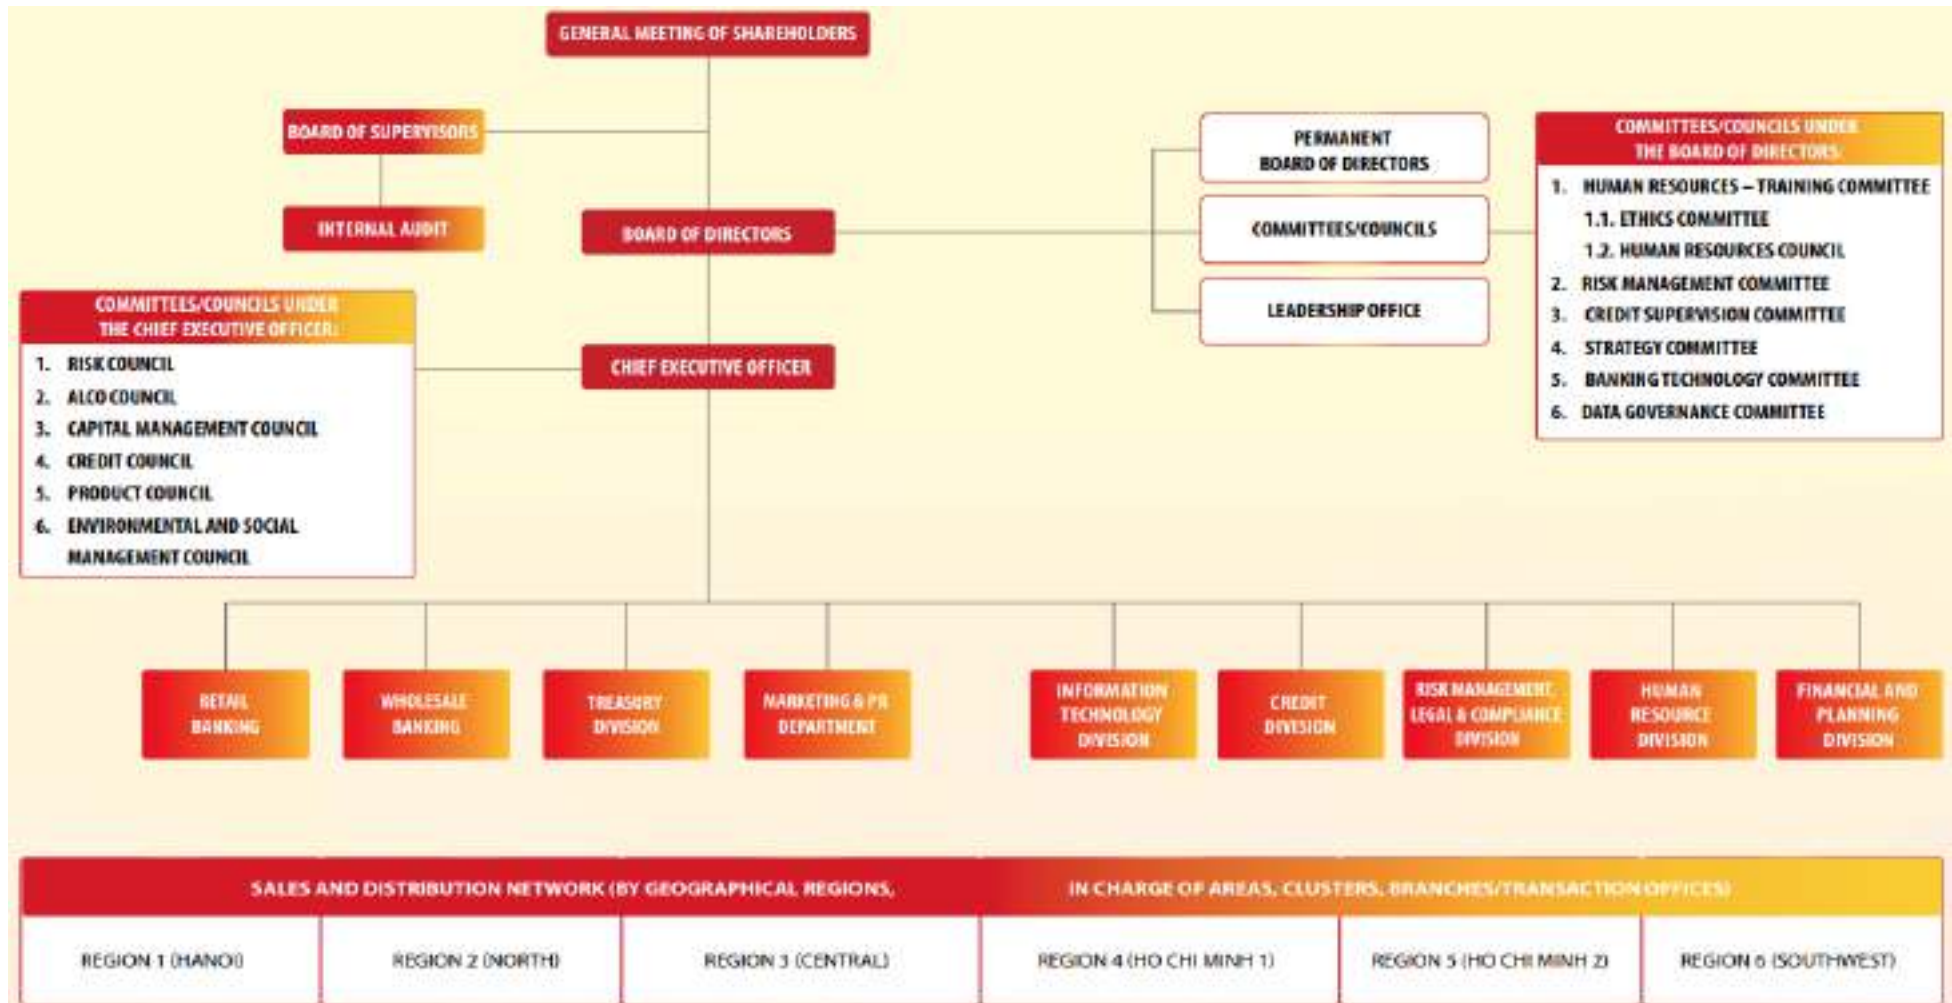 GENERAL MEETING OF SHAREHOLDERS
BOARD OF SUPERVISORS
INTERNAL AUDIT
BOARD OF DIRECTORS
PERMANENT
BOARD OF DIRECTORS
COMMITTEES/COUNCILS
LEADERSHIP OFFICE
COMMITTEES/COUNCILS UNDER
THE BOARD OF DIRECTORS:
1. HUMAN RESOURCES – TRAINING COMMITTEE
1.1. ETHICS COMMITTEE
1.2. HUMAN RESOURCES COUNCIL
2. RISK MANAGEMENT COMMITTEE
3. CREDIT SUPERVISION COMMITTEE
4. STRATEGY COMMITTEE
5. BANKING TECHNOLOGY COMMITTEE
6. DATA GOVERNANCE COMMITTEE
COMMITTEES/COUNCILS UNDER
THE CHIEF EXECUTIVE OFFICER:
1. RISK COUNCIL
2. ALCO COUNCIL
3. CAPITAL MANAGEMENT COUNCIL
4. CREDIT COUNCIL
5. PRODUCT COUNCIL
6. ENVIRONMENTAL AND SOCIAL
MANAGEMENT COUNCIL
CHIEF EXECUTIVE OFFICER
RETAIL
BANKING
WHOLESALE
BANKING
TREASURY
DIVISION
MARKETING & PR
DEPARTMENT
INFORMATION
TECHNOLOGY
DIVISION
CREDIT
DIVISION
RISK MANAGEMENT,
LEGAL & COMPLIANCE
DIVISION
HUMAN
RESOURCE
DIVISION
FINANCIAL AND
PLANNING
DIVISION
SALES AND DISTRIBUTION NETWORK (BY GEOGRAPHICAL REGIONS, IN CHARGE OF AREAS, CLUSTERS, BRANCHES/TRANSACTION OFFICES)
REGION 1 (HANOI)
REGION 2 (NORTH)
REGION 3 (CENTRAL)
REGION 4 (HO CHI MINH 1)
REGION 5 (HO CHI MINH 2)
REGION 6 (SOUTHWEST)